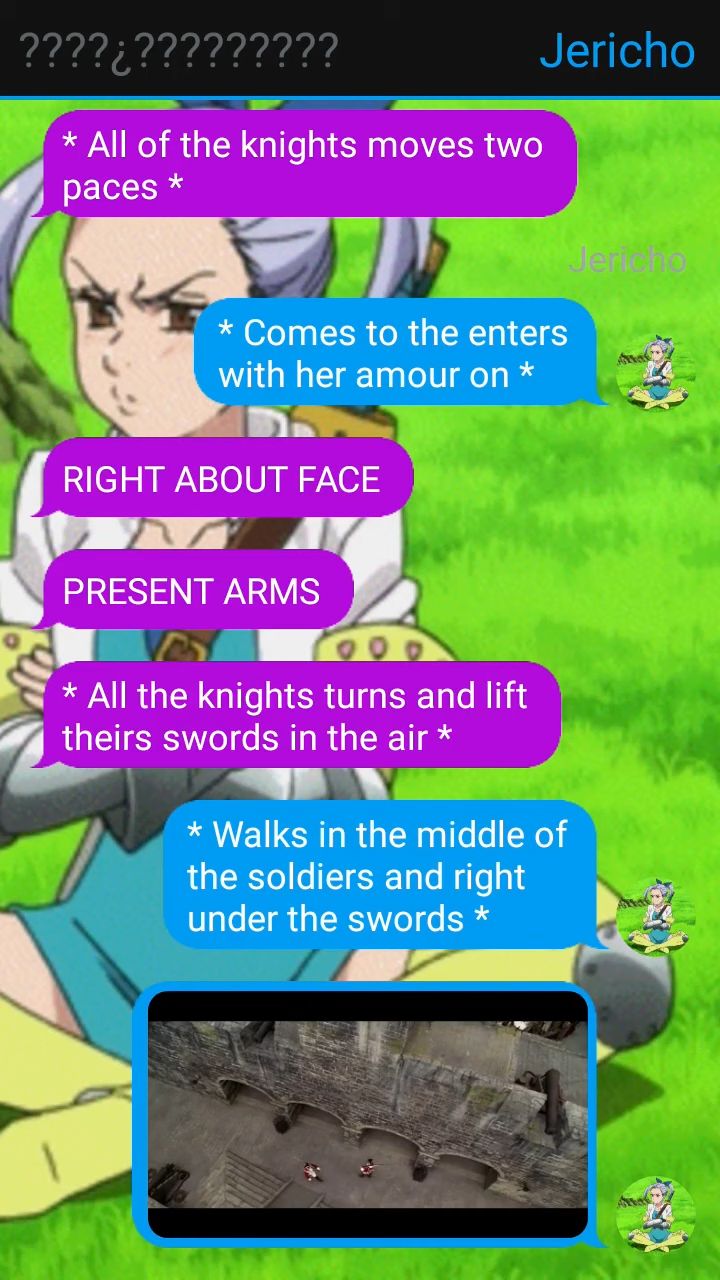 ????¿????????? Jericho
* All of the knights moves two
paces *
Jericho
* Comes to the enters
with her amour on *
RIGHT ABOUT FACE
PRESENT ARMS
* All the knights turns and lift
theirs swords in the air *
* Walks in the middle of
the soldiers and right
under the swords *